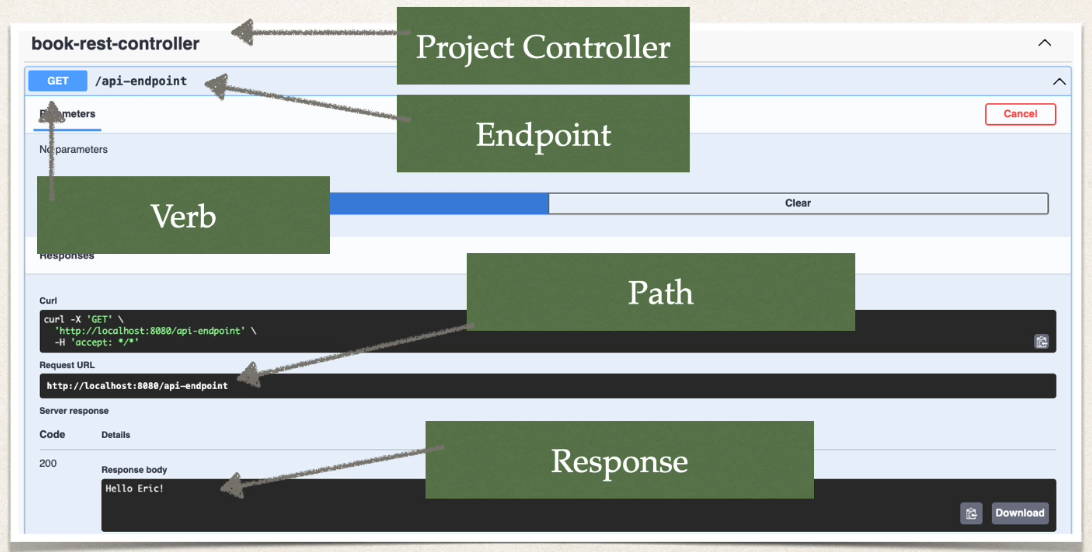 book-rest-controller
Project Controller
GET /api-endpoint
Endpoint
Parameters
Cancel
No parameters
Verb
Clear
Responses
Path
Curl
curl -X 'GET' \
'http://localhost:8080/api-endpoint' \
-H 'accept: */*'
Request URL
http://localhost:8080/api-endpoint
Server response
Code Details
Response
200
Response body
Hello Eric!
Download